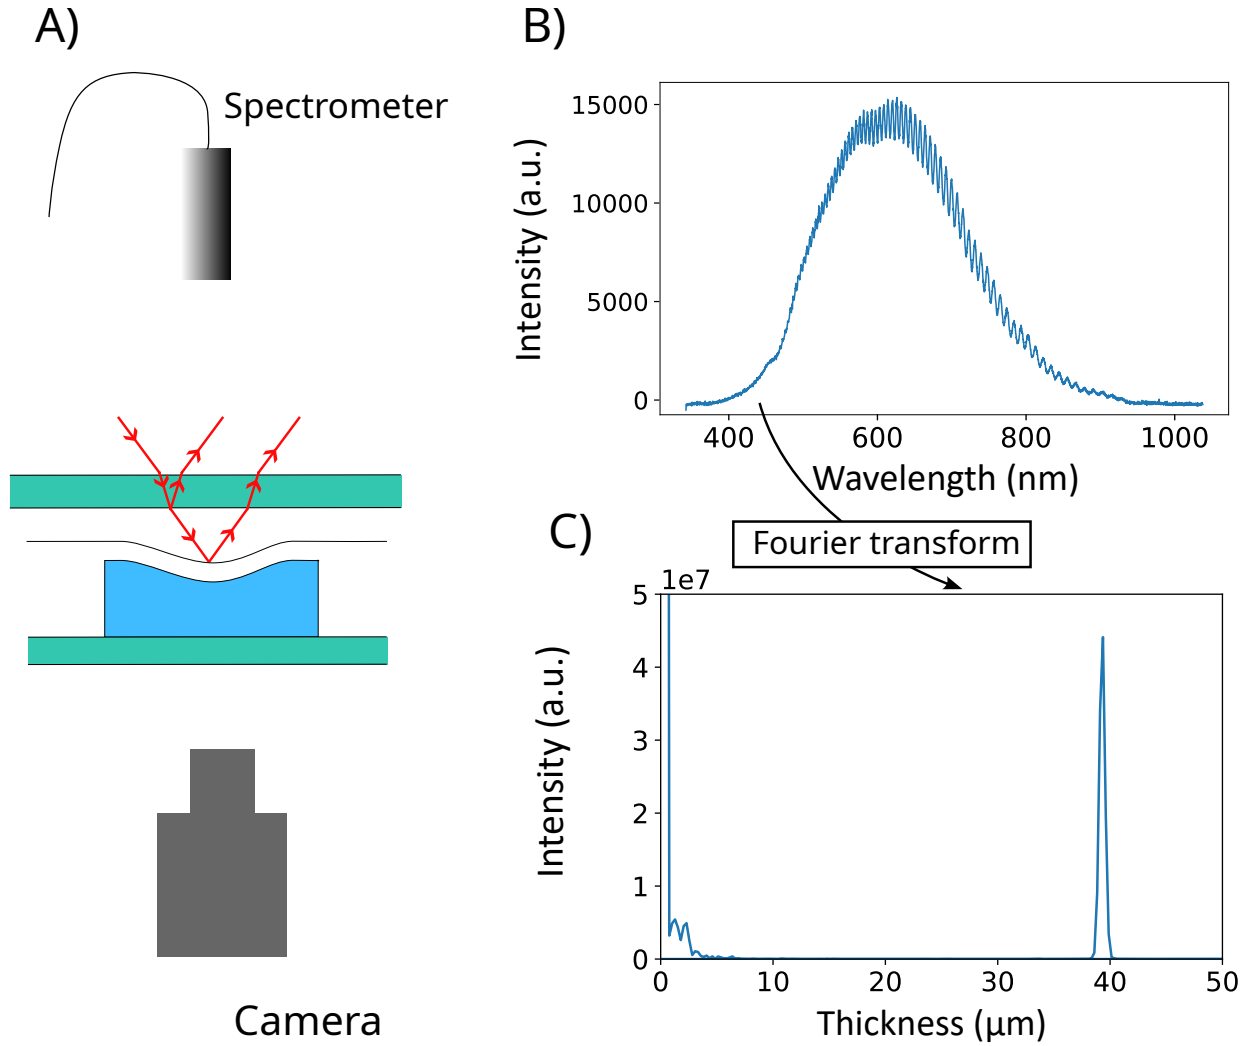 A)
Spectrometer
Camera
B)
Intensity (a.u.)
15000
10000
5000
0
400 600 800 1000
Wavelength (nm)
Fourier transform
C)
1e7
Intensity (a.u.)
5
4
3
2
1
0
0 10 20 30 40 50
Thickness (μm)